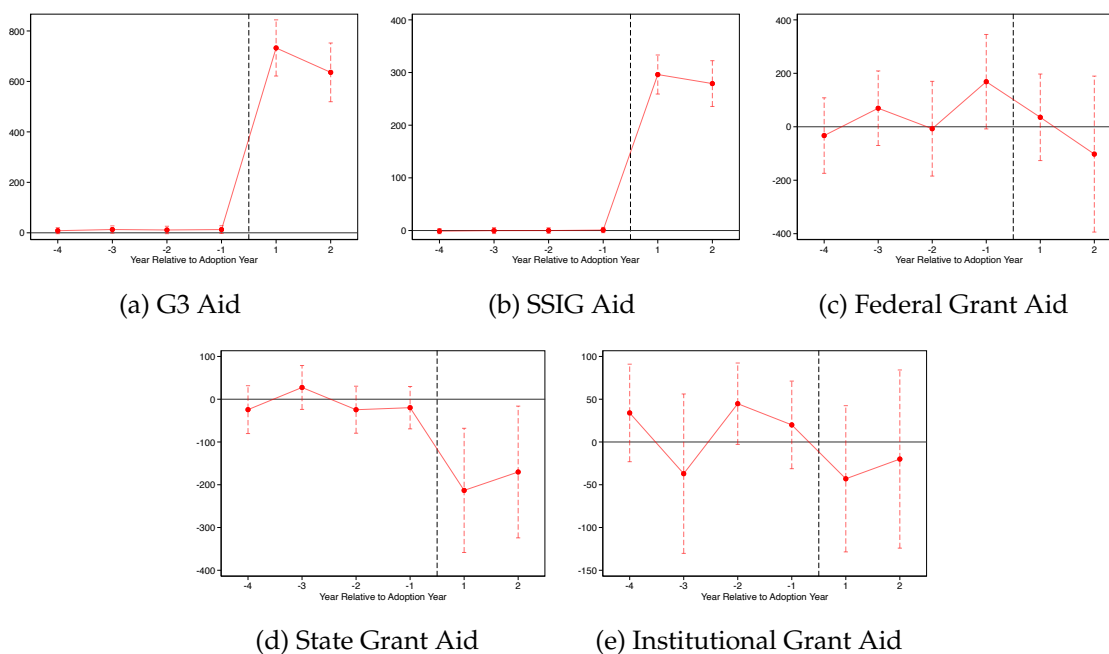 800
600
400
200
0
-4 -3 -2 -1 1 2
Year Relative to Adoption Year
(a) G3 Aid
400
300
200
100
0
-4 -3 -2 -1 1 2
Year Relative to Adoption Year
(b) SSIG Aid
400
200
0
-200
-400
-4 -3 -2 -1 1 2
Year Relative to Adoption Year
(c) Federal Grant Aid
100
0
-100
-200
-300
-400
-4 -3 -2 -1 1 2
Year Relative to Adoption Year
(d) State Grant Aid
100
50
0
-50
-100
-150
-4 -3 -2 -1 1 2
Year Relative to Adoption Year
(e) Institutional Grant Aid